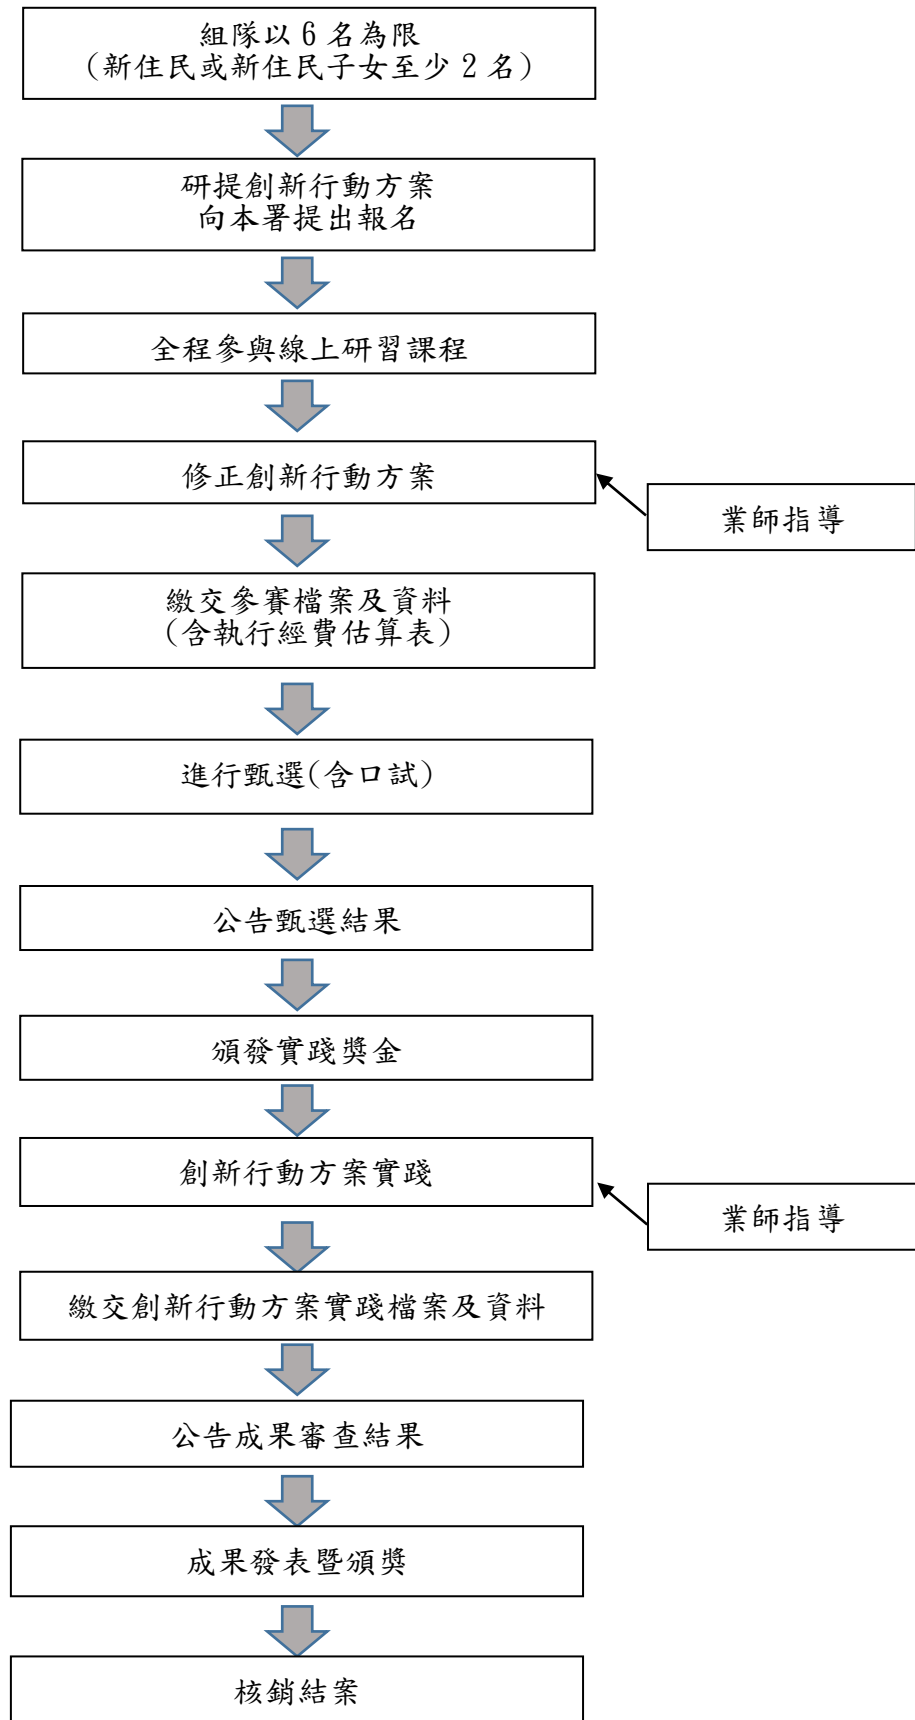 組隊以 6 名為限
(新住民或新住民子女至少 2 名)
研提創新行動方案
向本署提出報名
全程參與線上研習課程
修正創新行動方案
業師指導
繳交參賽檔案及資料
(含執行經費估算表)
進行甄選(含口試)
公告甄選結果
頒發實踐獎金
創新行動方案實踐
業師指導
繳交創新行動方案實踐檔案及資料
公告成果審查結果
成果發表暨頒獎
核銷結案